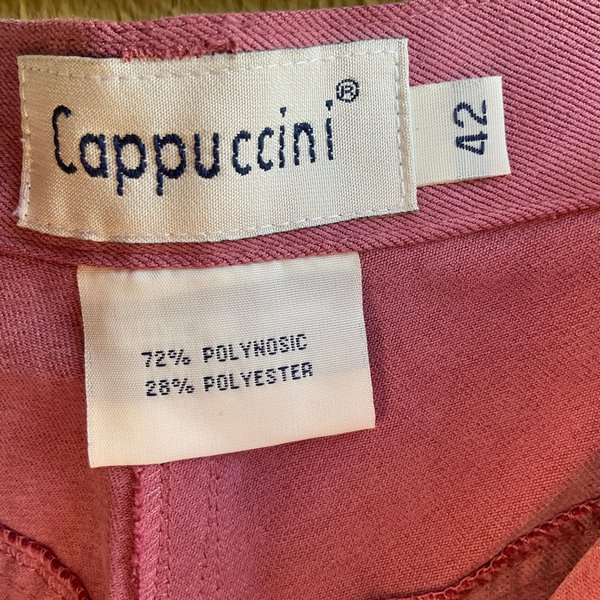 Cappuccini®
42
72% POLYNOSIC
28% POLYESTER